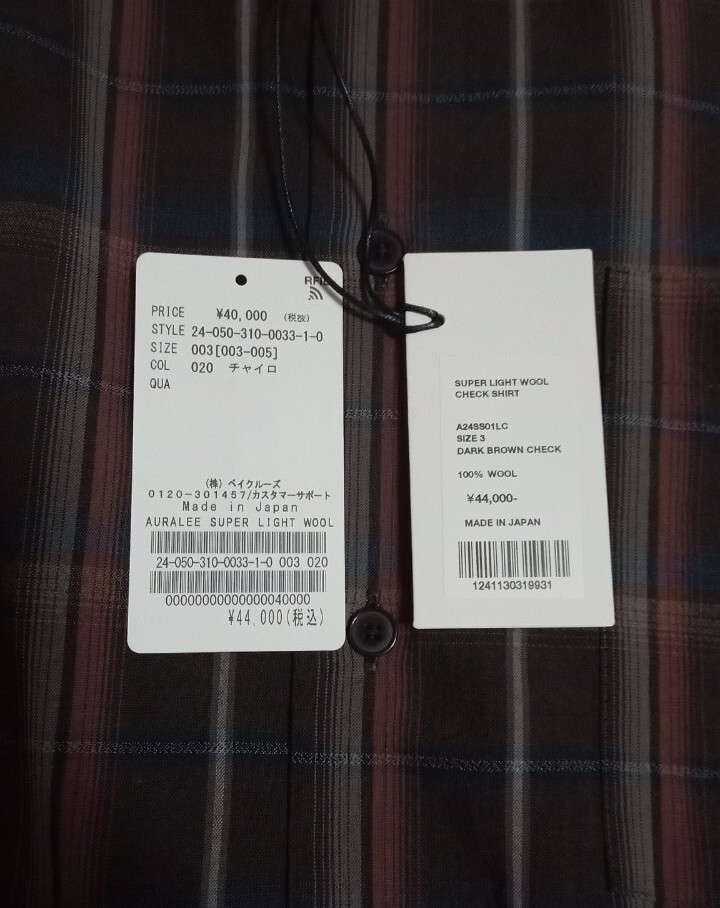 RFID
PRICE ¥40,000 (税抜)
STYLE 24-050-310-0033-1-0
SIZE 003[003-005]
COL 020 チャイロ
QUA
(株) ベイクルーズ
0120-301457/カスタマーサポート
Made in Japan
AURALEE SUPER LIGHT WOOL
24-050-310-0033-1-0 003 020
00000000000000040000
¥44,000(税込)
SUPER LIGHT WOOL
CHECK SHIRT
A24SS01LC
SIZE 3
DARK BROWN CHECK
100% WOOL
¥44,000-
MADE IN JAPAN
1241130319931